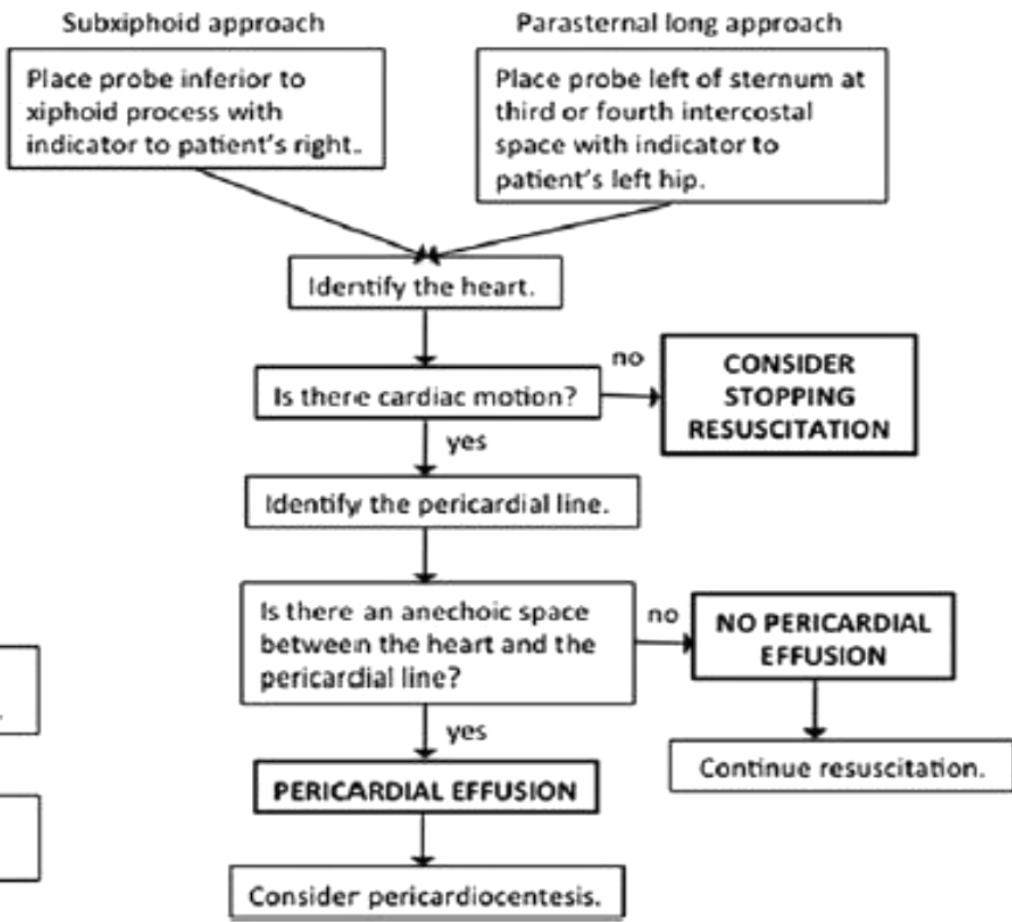 Subxiphoid approach
Parasternal long approach
Place probe inferior to
xiphoid process with
indicator to patient's right.
Place probe left of sternum at
third or fourth intercostal
space with indicator to
patient's left hip.
Identify the heart.
Is there cardiac motion?
no
CONSIDER
STOPPING
RESUSCITATION
yes
Identify the pericardial line.
Is there an anechoic space
between the heart and the
pericardial line?
no
NO PERICARDIAL
EFFUSION
yes
Continue resuscitation.
PERICARDIAL EFFUSION
Consider pericardiocentesis.